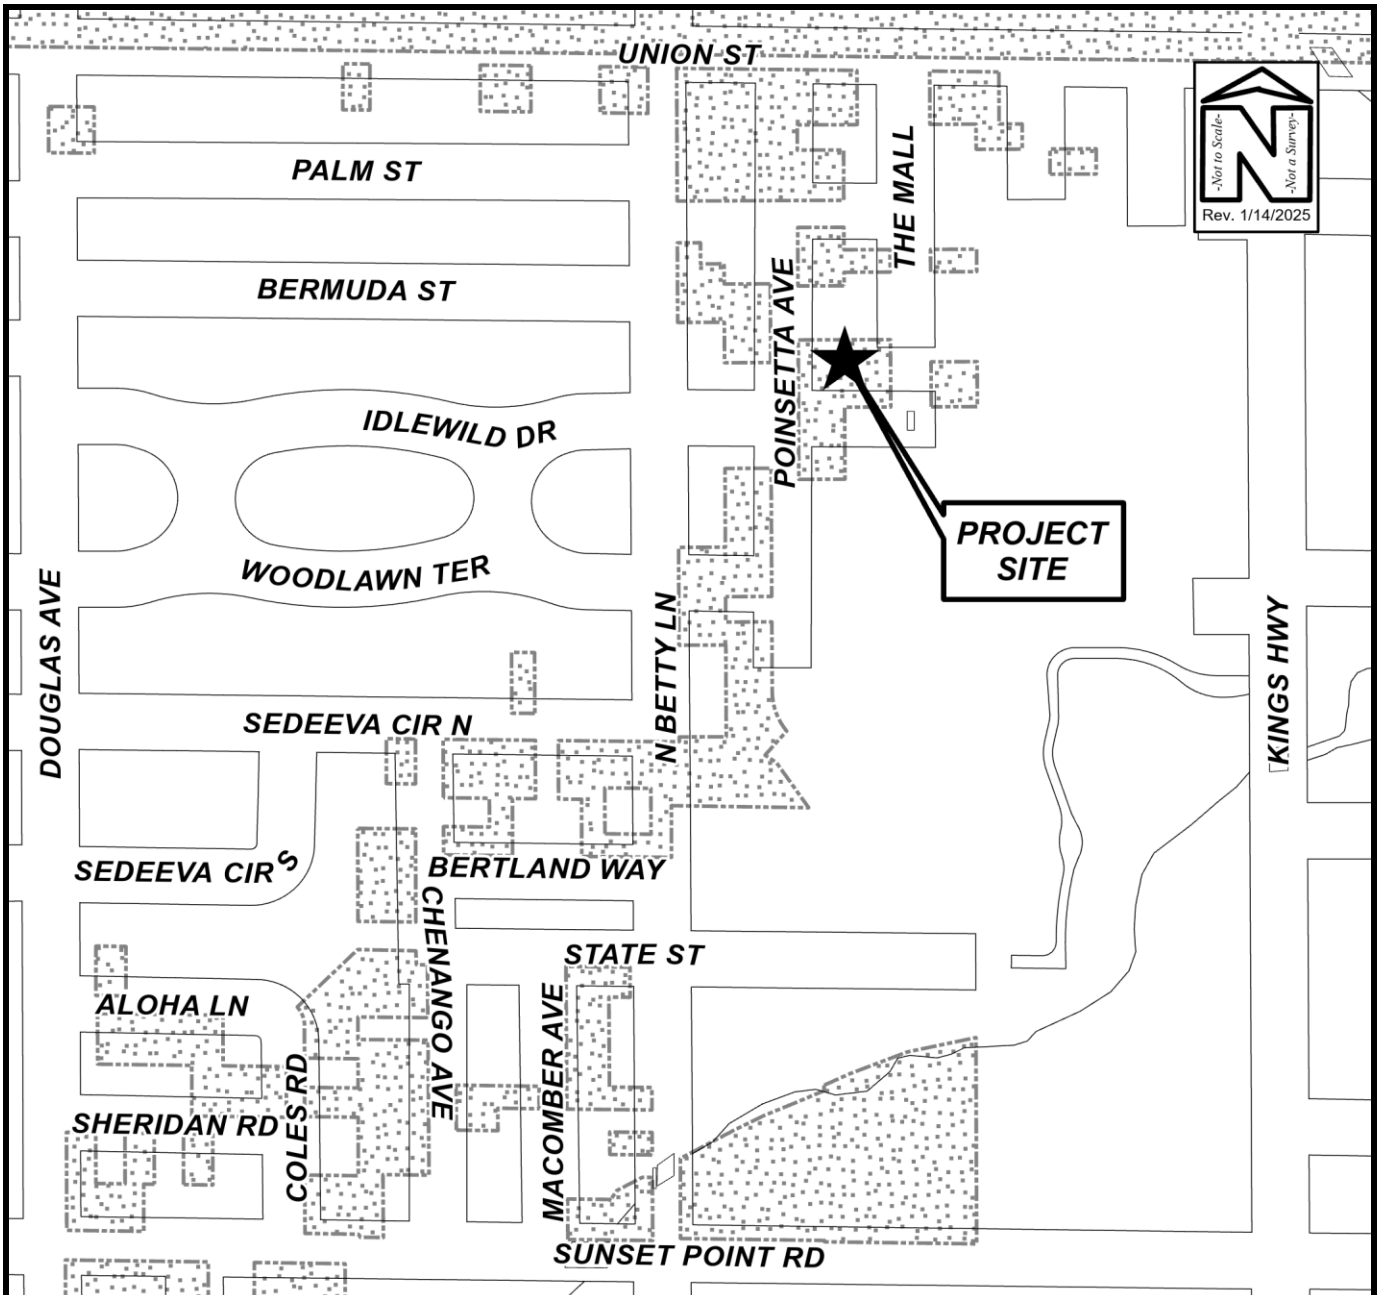 UNION ST
-Not to Scale-
-Not a Survey-
N
Rev. 1/14/2025
PALM ST
THE MALL
BERMUDA ST
POINSETTA AVE
IDLEWILD DR
PROJECT
SITE
WOODLAWN TER
DOUGLAS AVE
N BETTY LN
KINGS HWY
SEDEEVA CIR N
SEDEEVA CIR S
BERTLAND WAY
CHENANGO AVE
STATE ST
ALOHA LN
MACOMBER AVE
COLES RD
SHERIDAN RD
SUNSET POINT RD